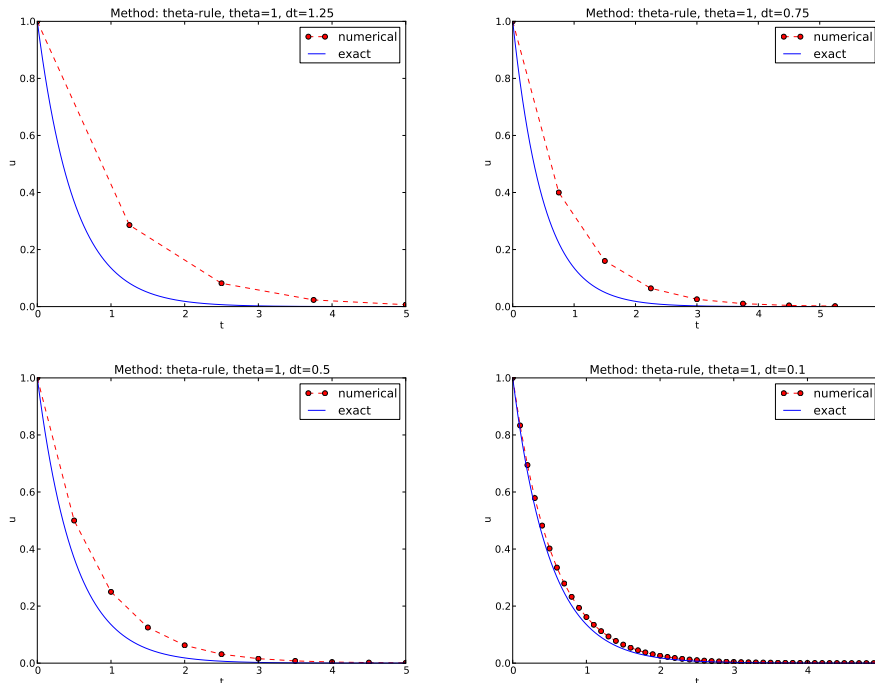 Method: theta-rule, theta=1, dt=1.25
1.0
0.8
0.6
0.4
0.2
0.0
u
0
1
2
3
4
5
t
numerical
exact
Method: theta-rule, theta=1, dt=0.75
1.0
0.8
0.6
0.4
0.2
0.0
u
0
1
2
3
4
5
t
numerical
exact
Method: theta-rule, theta=1, dt=0.5
1.0
0.8
0.6
0.4
0.2
0.0
u
0
1
2
3
4
5
t
numerical
exact
Method: theta-rule, theta=1, dt=0.1
1.0
0.8
0.6
0.4
0.2
0.0
u
0
1
2
3
4
t
numerical
exact